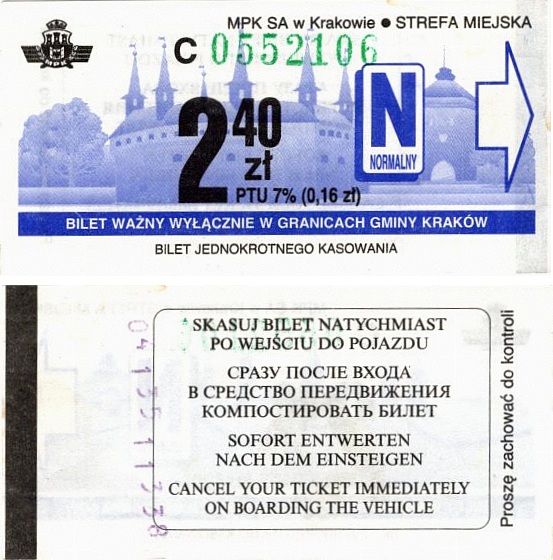 MPK SA w Krakowie ● STREFA MIEJSKA
C 0552106
2 40 zł
N
NORMALNY
PTU 7% (0,16 zł)
BILET WAŻNY WYŁĄCZNIE W GRANICACH GMINY KRAKÓW
BILET JEDNOKROTNEGO KASOWANIA
SKASUJ BILET NATYCHMIAST
PO WEJŚCIU DO POJAZDU
СРАЗУ ПОСЛЕ ВХОДА
В СРЕДСТВО ПЕРЕДВИЖЕНИЯ
КОМПОСТИРОВАТЬ БИЛЕТ
SOFORT ENTWERTEN
NACH DEM EINSTEIGEN
CANCEL YOUR TICKET IMMEDIATELY
ON BOARDING THE VEHICLE
Proszę zachować do kontroli